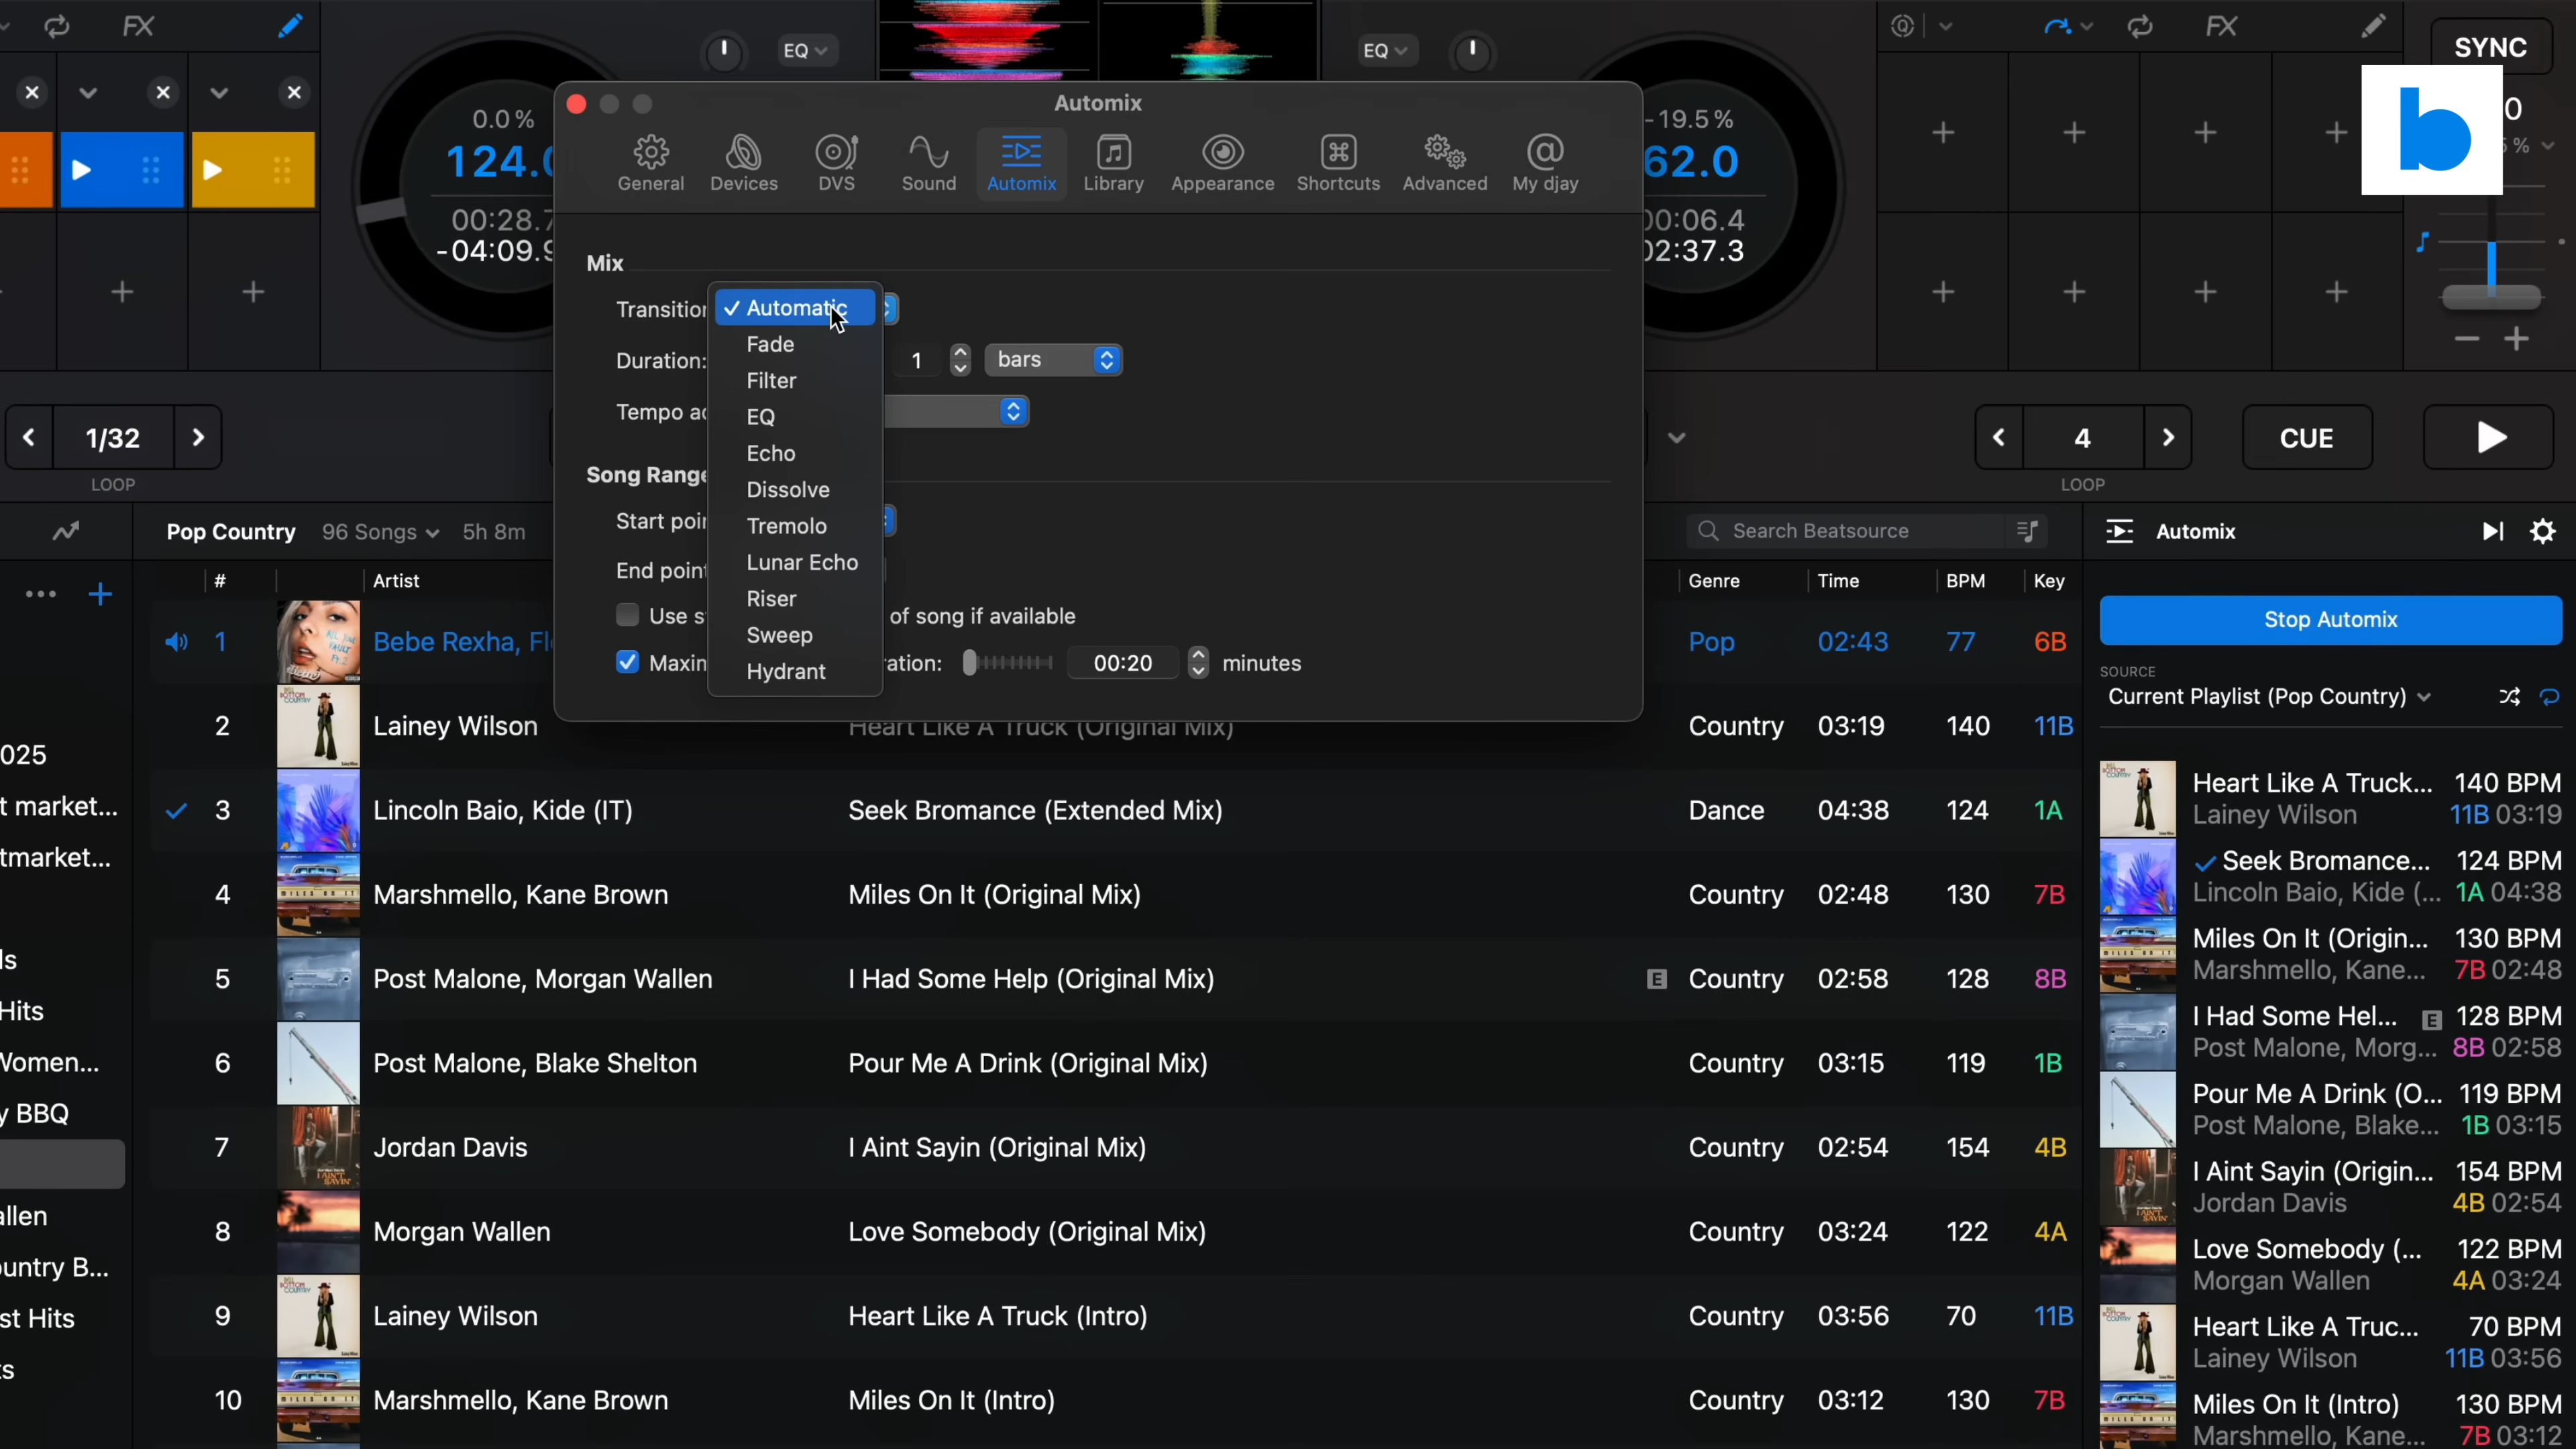 FX
EQ
EQ
FX
SYNC
b
0
%
0.0%
124.0
00:28.7
-04:09.9
-19.5%
62.0
00:06.4
02:37.3
Automix
General
Devices
DVS
Sound
Automix
Library
Appearance
Shortcuts
Advanced
My djay
Mix
Transition
Automatic
Fade
Filter
EQ
Echo
Dissolve
Tremolo
Lunar Echo
Riser
Sweep
Hydrant
Duration:
1
bars
Tempo
Song Range
Start
End point
Use
of song if available
00:20
minutes
1/32
LOOP
4
LOOP
CUE
Pop Country
96 Songs
5h 8m
Search Beatsource
Automix
# Artist Genre Time BPM Key
1 Bebe Rexha, Pop 02:43 77 6B
2 Lainey Wilson Heart Like A Truck (Original Mix) Country 03:19 140 11B
3 Lincoln Baio, Kide (IT) Seek Bromance (Extended Mix) Dance 04:38 124 1A
4 Marshmello, Kane Brown Miles On It (Original Mix) Country 02:48 130 7B
5 Post Malone, Morgan Wallen I Had Some Help (Original Mix) E Country 02:58 128 8B
6 Post Malone, Blake Shelton Pour Me A Drink (Original Mix) Country 03:15 119 1B
7 Jordan Davis I Aint Sayin (Original Mix) Country 02:54 154 4B
8 Morgan Wallen Love Somebody (Original Mix) Country 03:24 122 4A
9 Lainey Wilson Heart Like A Truck (Intro) Country 03:56 70 11B
10 Marshmello, Kane Brown Miles On It (Intro) Country 03:12 130 7B
025
t market...
tmarket...
ls
Hits
Women...
y BBQ
allen
ountry B...
st Hits
ts
Stop Automix
SOURCE
Current Playlist (Pop Country)
Heart Like A Truck... 140 BPM
Lainey Wilson 11B 03:19
Seek Bromance... 124 BPM
Lincoln Baio, Kide (... 1A 04:38
Miles On It (Origin... 130 BPM
Marshmello, Kane... 7B 02:48
I Had Some Hel... E 128 BPM
Post Malone, Morg... 8B 02:58
Pour Me A Drink (O... 119 BPM
Post Malone, Blake... 1B 03:15
I Aint Sayin (Origin... 154 BPM
Jordan Davis 4B 02:54
Love Somebody (... 122 BPM
Morgan Wallen 4A 03:24
Heart Like A Truc... 70 BPM
Lainey Wilson 11B 03:56
Miles On It (Intro) 130 BPM
Marshmello, Kane... 7B 03:12